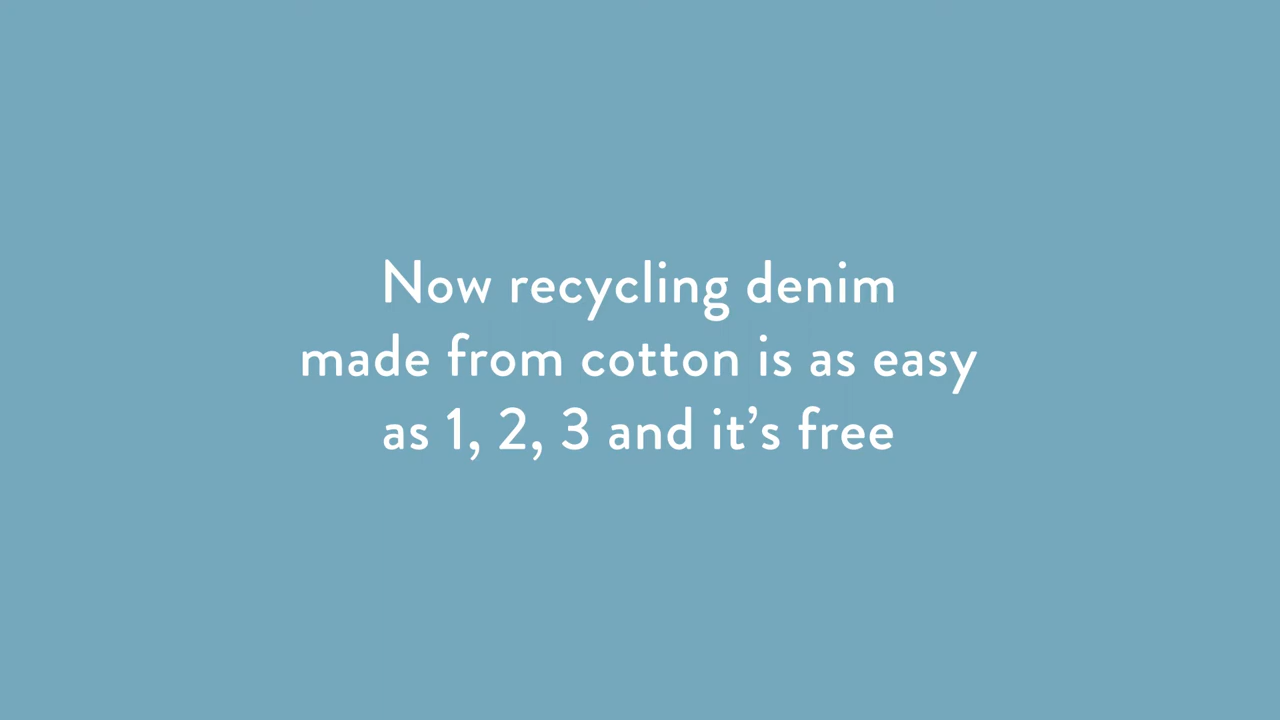 Now recycling denim
made from cotton is as easy
as 1, 2, 3 and it’s free